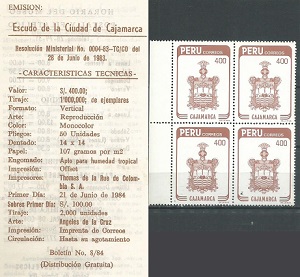 EMISION:
Escudo de la Ciudad de Cajamarca
Resolución Ministerial No. 0004-83-TC/CO del
28 de Junio de 1983.
-CARACTERISTICAS TECNICAS-
Valor: S/. 400.00;
Tiraje: 1'000,000; de ejemplares
Formato: Vertical
Arte: Reproducción
Color: Monocolor
Pliegos: 50 Unidades
Dentado: 14 x 14
Papel: 107 gramos por m2
Engomado: Apto para humedad tropical
Impresión: Offset
Impresores: Thomas de la Rue de Colom-
bia S. A.
Primer Día: 21 de Junio de 1984
Sobres Primer Día: S/. 100.00
Tiraje: 2,000 unidades
Arte: Angeles de la Cruz
Impresión: Imprenta de Correos
Circulación: Hasta su agotamiento
Boletín No. 8/84
(Distribución Gratuita)
PERU CORREOS
400
CAJAMARCA
PERU CORREOS
400
CAJAMARCA
PERU CORREOS
400
CAJAMARCA
PERU CORREOS
400
CAJAMARCA